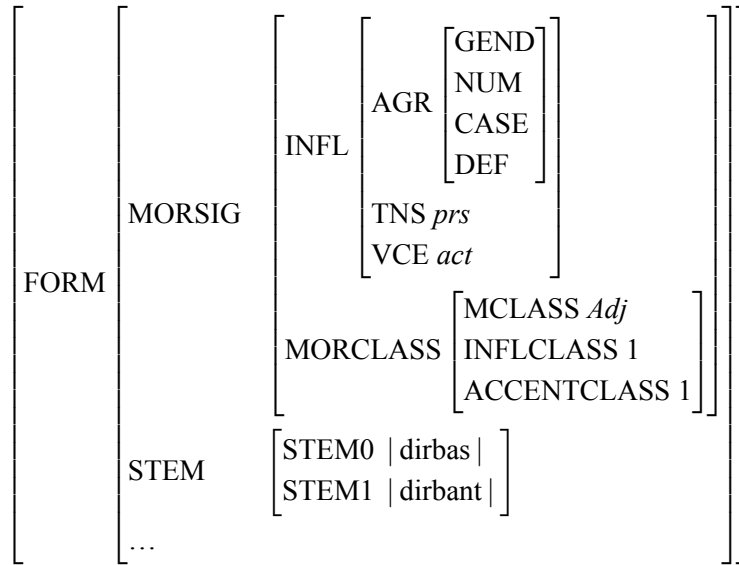 GEND
NUM
AGR
CASE
DEF
INFL
TNS prs
MORSIG
VCE act
FORM
MCLASS Adj
MORCLASS INFLCLASS 1
ACCENTCLASS 1
STEM0 | dirbas |
STEM
STEM1 | dirbant |
…